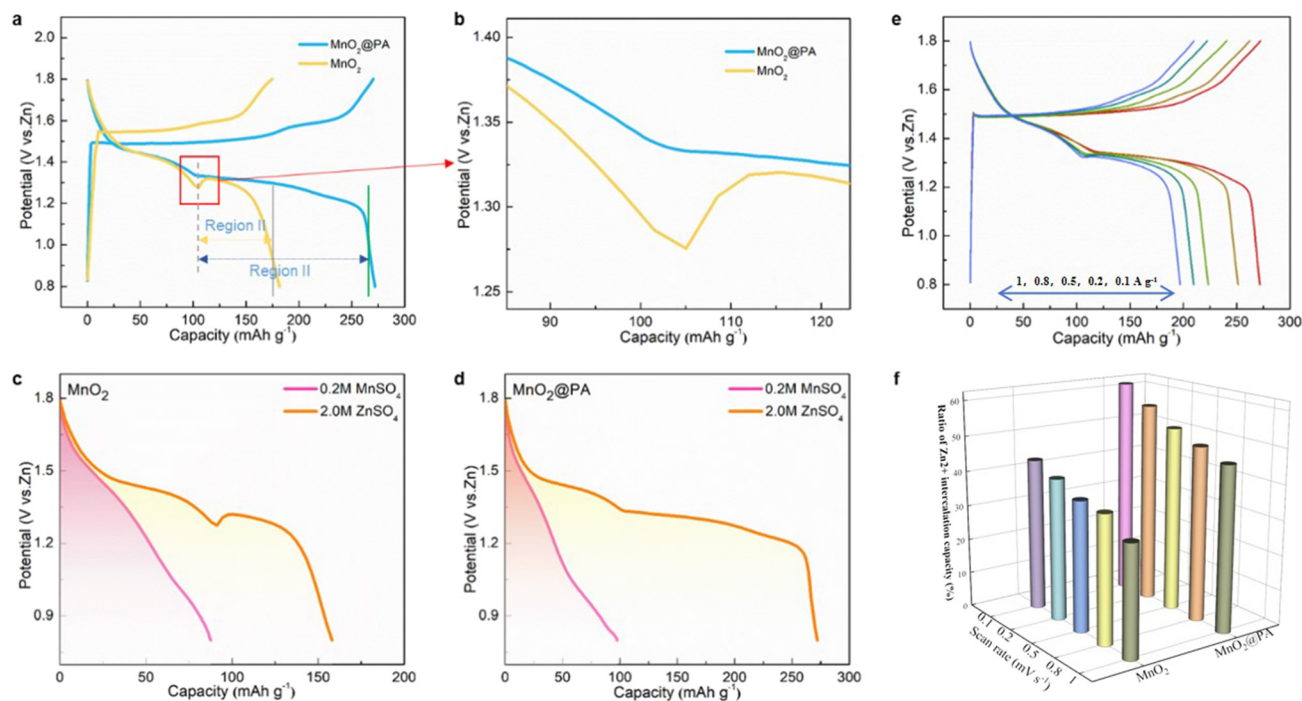 a
2.0
1.8
1.6
1.4
1.2
1.0
0.8
Potential (V vs.Zn)
MnO₂@PA
MnO₂
Region II
Region II
0 50 100 150 200 250 300
Capacity (mAh g⁻¹)
b
1.40
1.35
1.30
1.25
Potential (V vs.Zn)
MnO₂@PA
MnO₂
90 100 110 120
Capacity (mAh g⁻¹)
e
1.8
1.6
1.4
1.2
1.0
0.8
Potential (V vs.Zn)
1, 0.8, 0.5, 0.2, 0.1 A g⁻¹
0 50 100 150 200 250 300
Capacity (mAh g⁻¹)
c
MnO₂
0.2M MnSO₄
2.0M ZnSO₄
1.8
1.5
1.2
0.9
Potential (V vs.Zn)
0 50 100 150 200
Capacity (mAh g⁻¹)
d
MnO₂@PA
0.2M MnSO₄
2.0M ZnSO₄
1.8
1.5
1.2
0.9
Potential (V vs.Zn)
0 50 100 150 200 250 300
Capacity (mAh g⁻¹)
f
Ratio of Zn2+ intercalation capacity (%)
60
50
40
30
20
10
0
0.1
0.2
0.5
0.8
1
Scan rate (mV s⁻¹)
MnO₂
MnO₂@PA